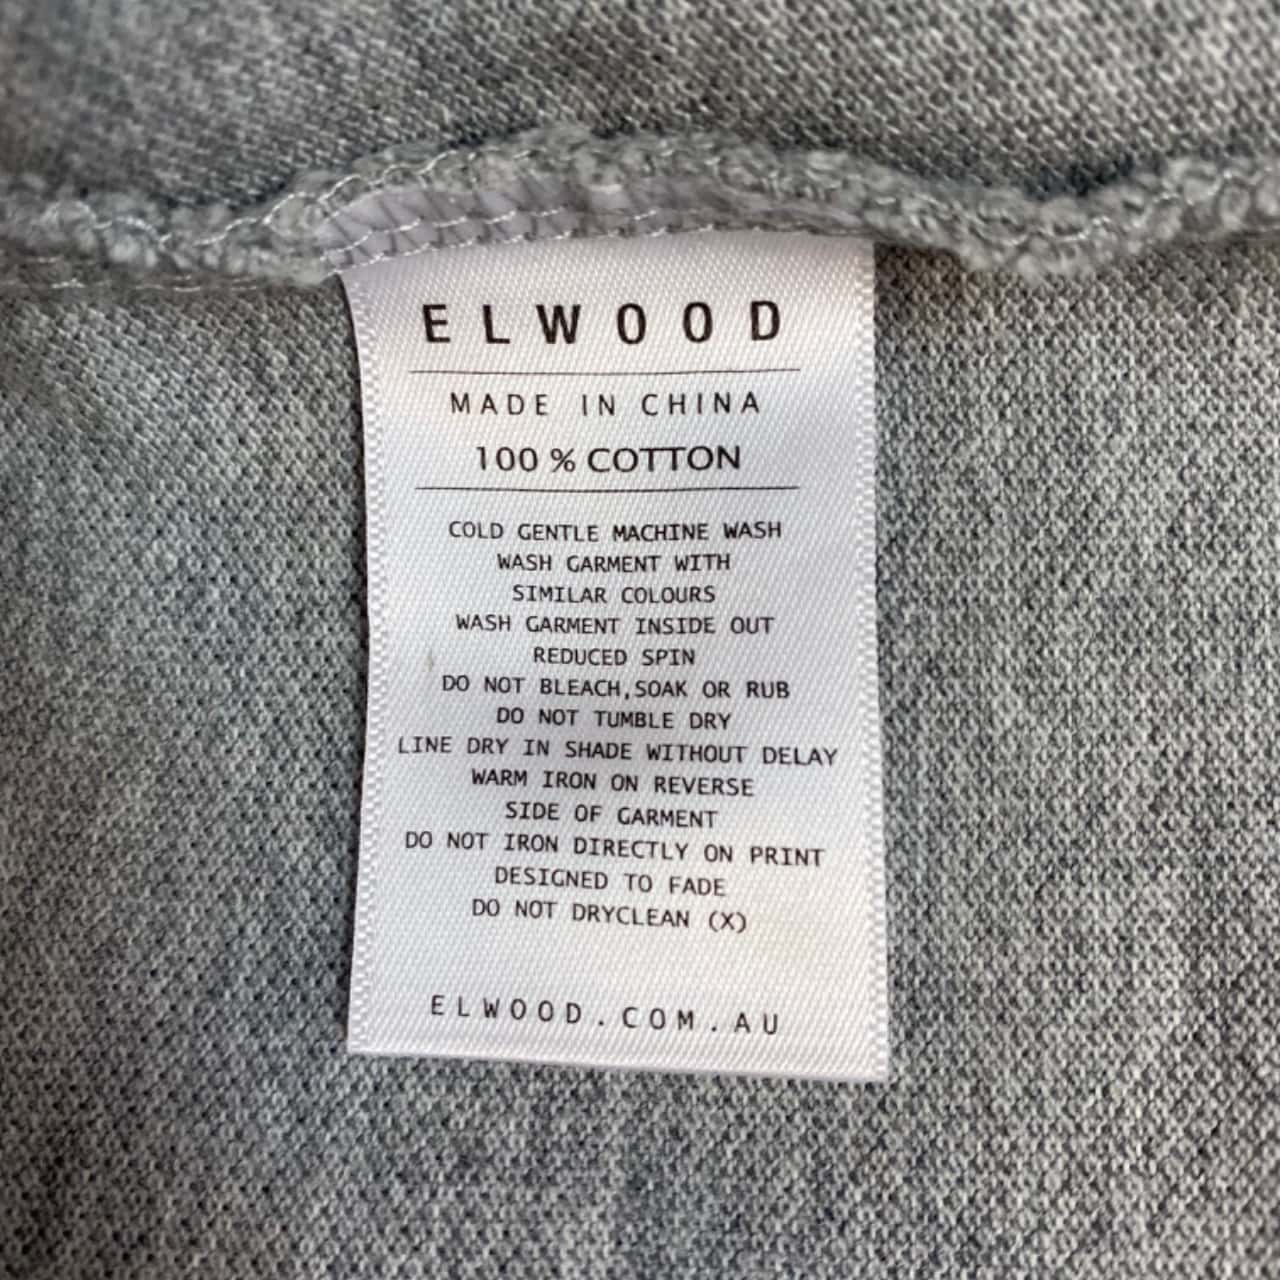 ELWOOD
MADE IN CHINA
100 % COTTON
COLD GENTLE MACHINE WASH
WASH GARMENT WITH
SIMILAR COLOURS
WASH GARMENT INSIDE OUT
REDUCED SPIN
DO NOT BLEACH,SOAK OR RUB
DO NOT TUMBLE DRY
LINE DRY IN SHADE WITHOUT DELAY
WARM IRON ON REVERSE
SIDE OF GARMENT
DO NOT IRON DIRECTLY ON PRINT
DESIGNED TO FADE
DO NOT DRYCLEAN (X)
ELWOOD.COM.AU